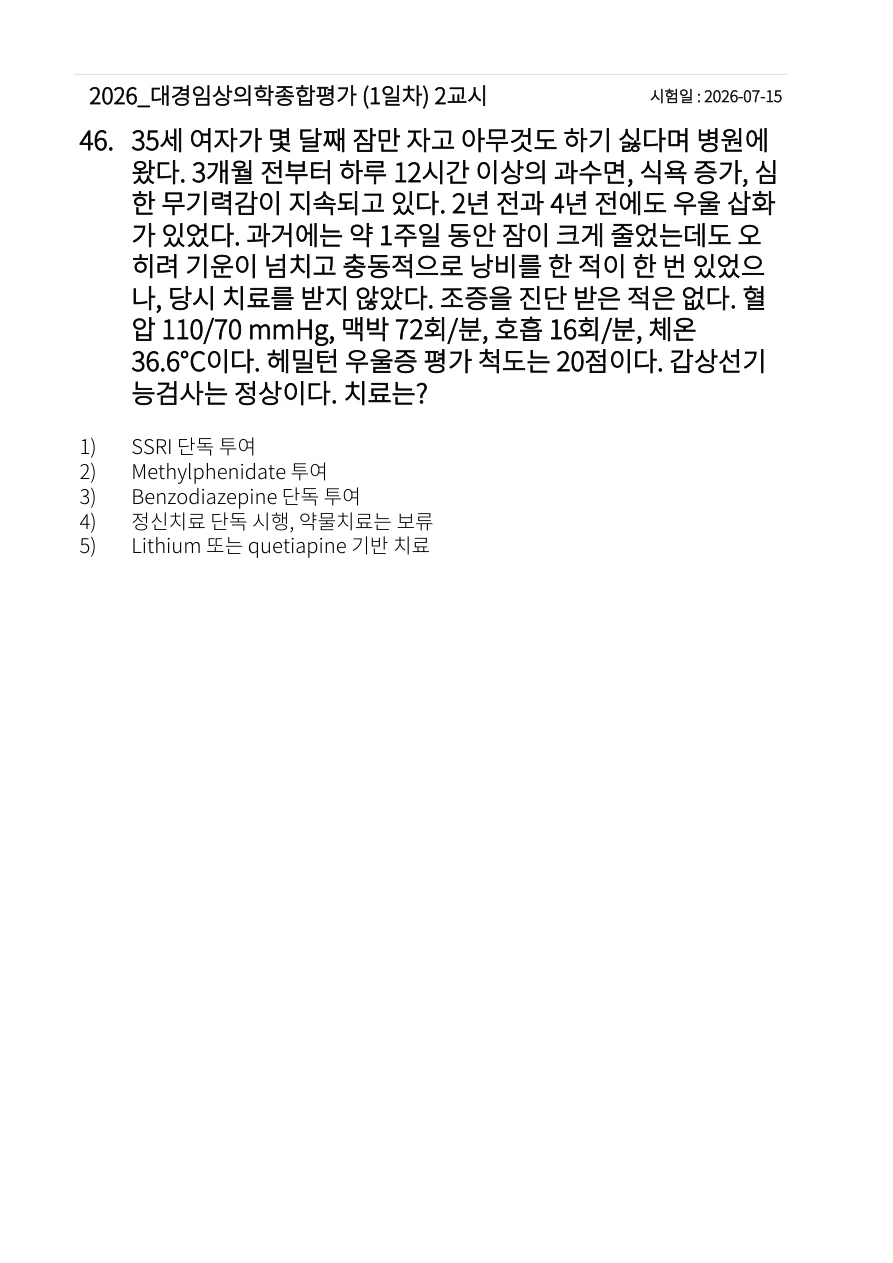 2026_대경임상의학종합평가 (1일차) 2교시 시험일 : 2026-07-15
46. 35세 여자가 몇 달째 잠만 자고 아무것도 하기 싫다며 병원에
왔다. 3개월 전부터 하루 12시간 이상의 과수면, 식욕 증가, 심
한 무기력감이 지속되고 있다. 2년 전과 4년 전에도 우울 삽화
가 있었다. 과거에는 약 1주일 동안 잠이 크게 줄었는데도 오
히려 기운이 넘치고 충동적으로 낭비를 한 적이 한 번 있었으
나, 당시 치료를 받지 않았다. 조증을 진단 받은 적은 없다. 혈
압 110/70 mmHg, 맥박 72회/분, 호흡 16회/분, 체온
36.6°C이다. 헤밀턴 우울증 평가 척도는 20점이다. 갑상선기
능검사는 정상이다. 치료는?
1) SSRI 단독 투여
2) Methylphenidate 투여
3) Benzodiazepine 단독 투여
4) 정신치료 단독 시행, 약물치료는 보류
5) Lithium 또는 quetiapine 기반 치료